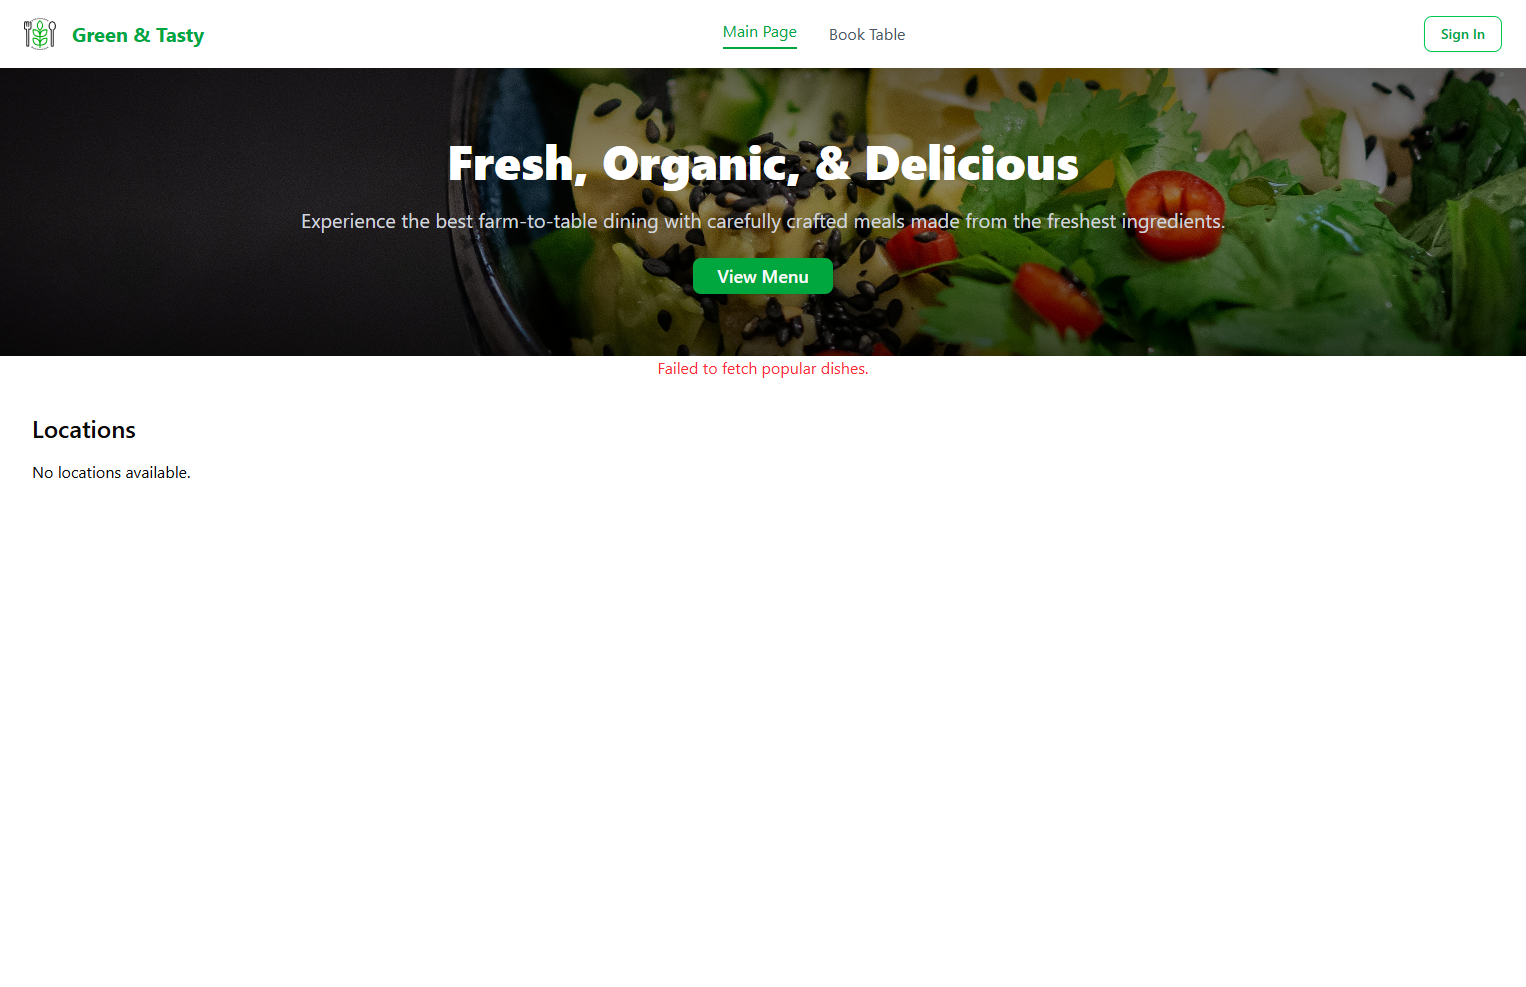 Green & Tasty
Main Page
Book Table
Sign In
Fresh, Organic, & Delicious
Experience the best farm-to-table dining with carefully crafted meals made from the freshest ingredients.
View Menu
Failed to fetch popular dishes.
Locations
No locations available.